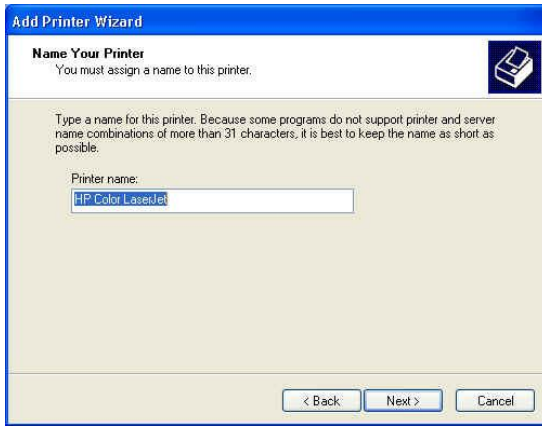 Add Printer Wizard
Name Your Printer
You must assign a name to this printer.
Type a name for this printer. Because some programs do not support printer and server
name combinations of more than 31 characters, it is best to keep the name as short as
possible.
Printer name:
HP Color LaserJet
< Back
Next >
Cancel